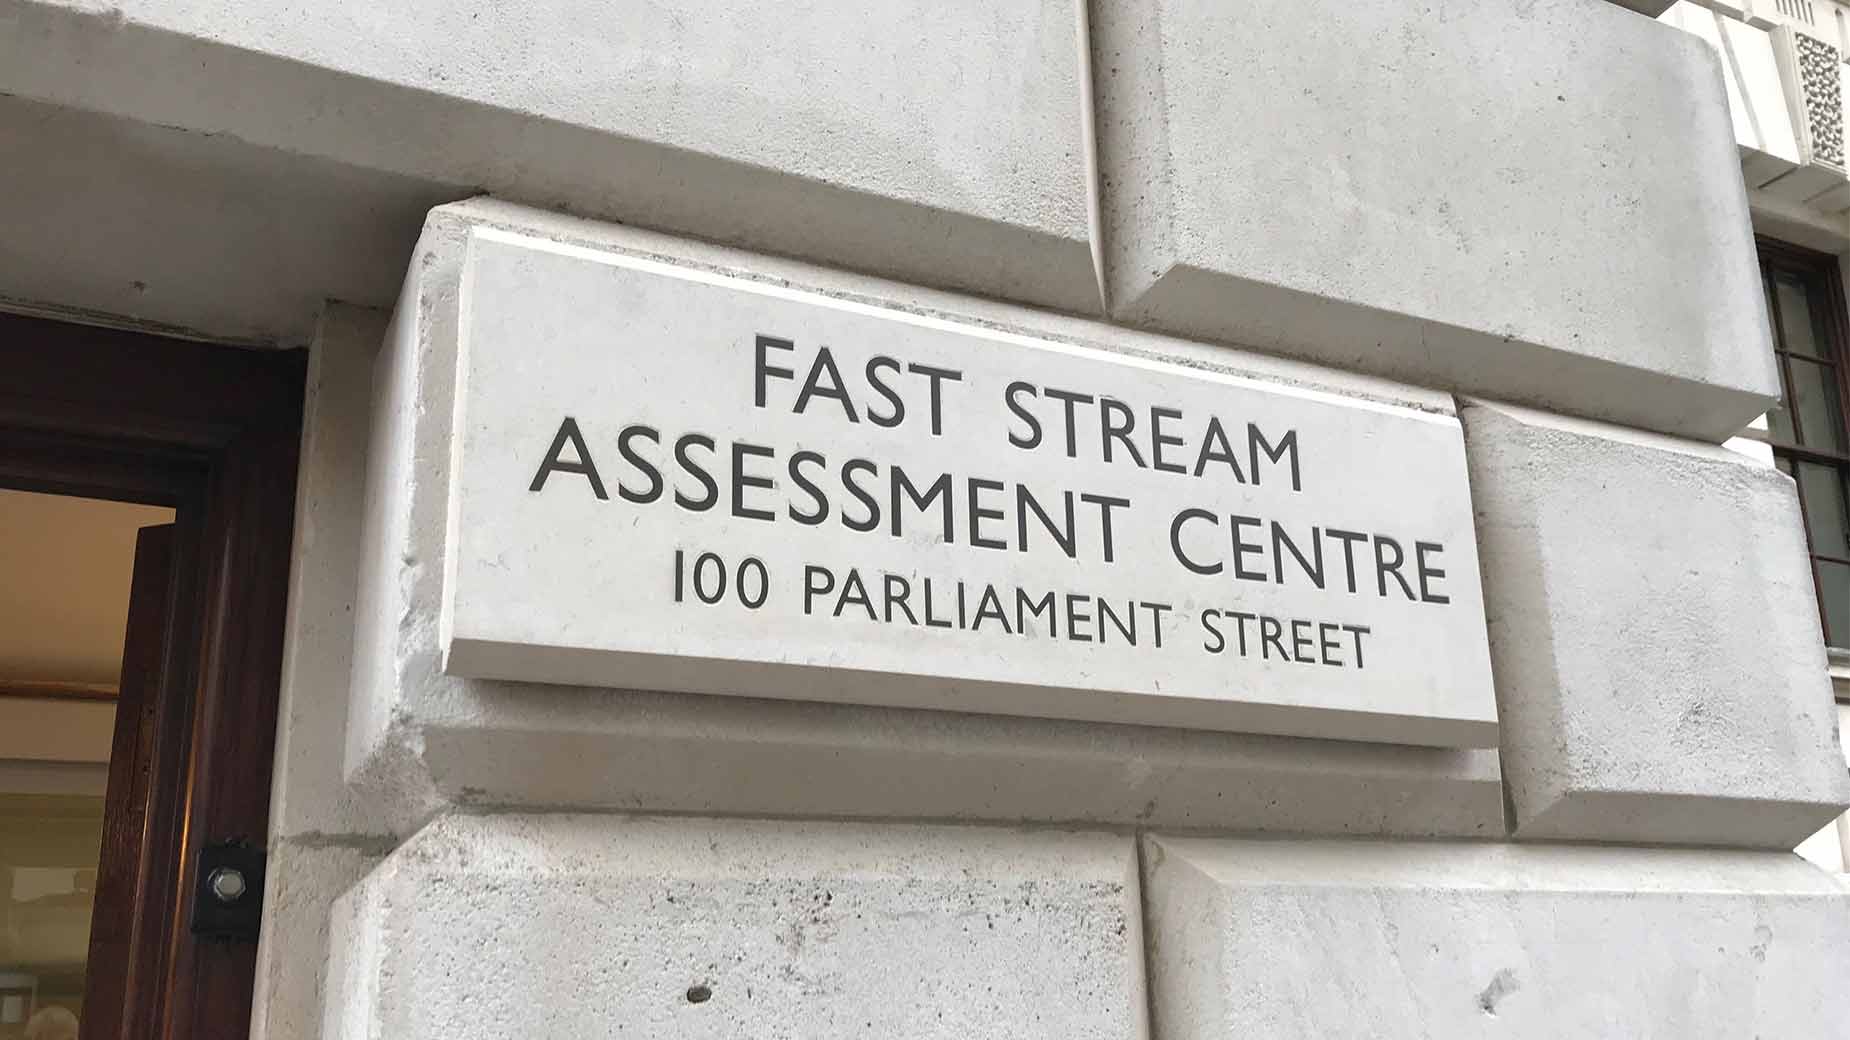 FAST STREAM
ASSESSMENT CENTRE
100 PARLIAMENT STREET